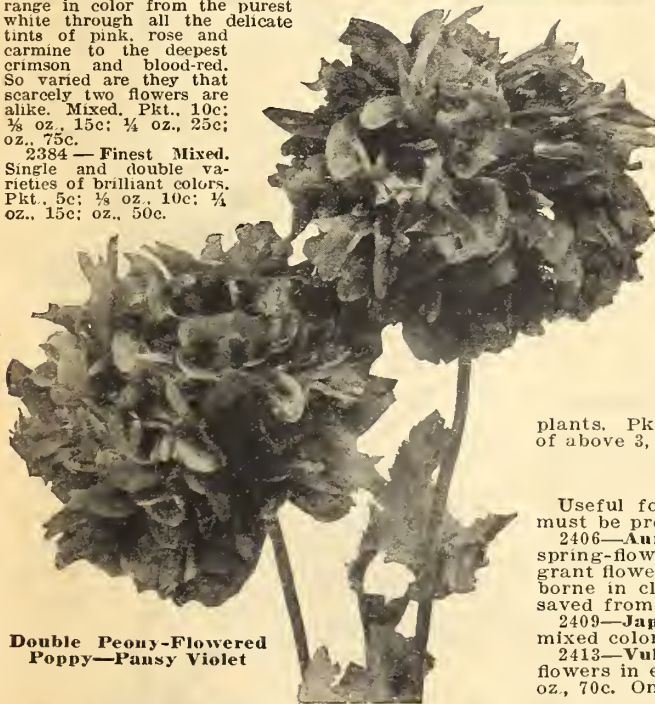 range in color from the purest
white through all the delicate
tints of pink, rose and
carmine to the deepest
crimson and blood-red.
So varied are they that
scarcely two flowers are
alike. Mixed. Pkt., 10c;
⅛ oz., 15c; ¼ oz., 25c;
oz., 75c.
2384—Finest Mixed.
Single and double va-
rieties of brilliant colors.
Pkt., 5c; ⅛ oz., 10c; ¼
oz., 15c; oz., 50c.
Double Peony-Flowered
Poppy—Pansy Violet
plants. Pk
of above 3,
Useful fo
must be pre
2406—Aur
spring-flow
grant flowe
borne in cl
saved from
2409—Jap
mixed color
2413—Vul
flowers in e
oz., 70c. On